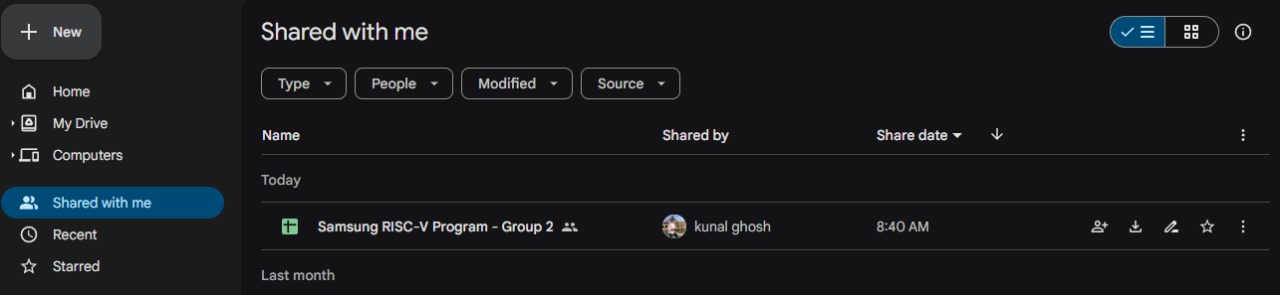 New
Shared with me
Type People Modified Source
Home
My Drive
Computers
Shared with me
Recent
Starred
Name Shared by Share date
Today
Samsung RISC-V Program - Group 2 kunal ghosh 8:40 AM
Last month